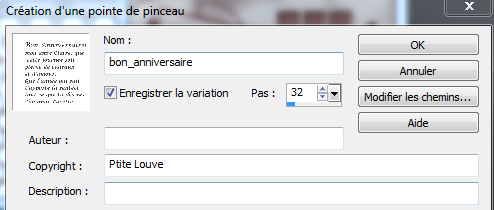 Création d'une pointe de pinceau
Nom :
bon_anniversaire
Enregistrer la variation
Pas :
32
OK
Annuler
Modifier les chemins...
Aide
Auteur :
Copyright :
Ptite Louve
Description :